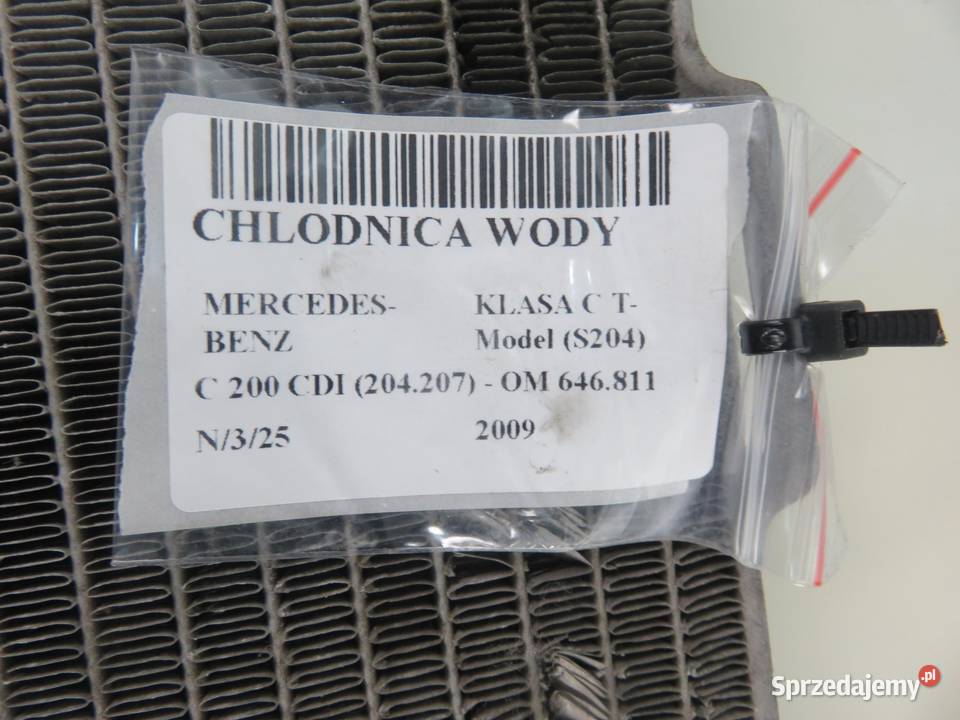 CHLODNICA WODY
MERCEDES-
BENZ
KLASA C T-
Model (S204)
C 200 CDI (204.207) - OM 646.811
N/3/25
2009
Sprzedajemy.pl